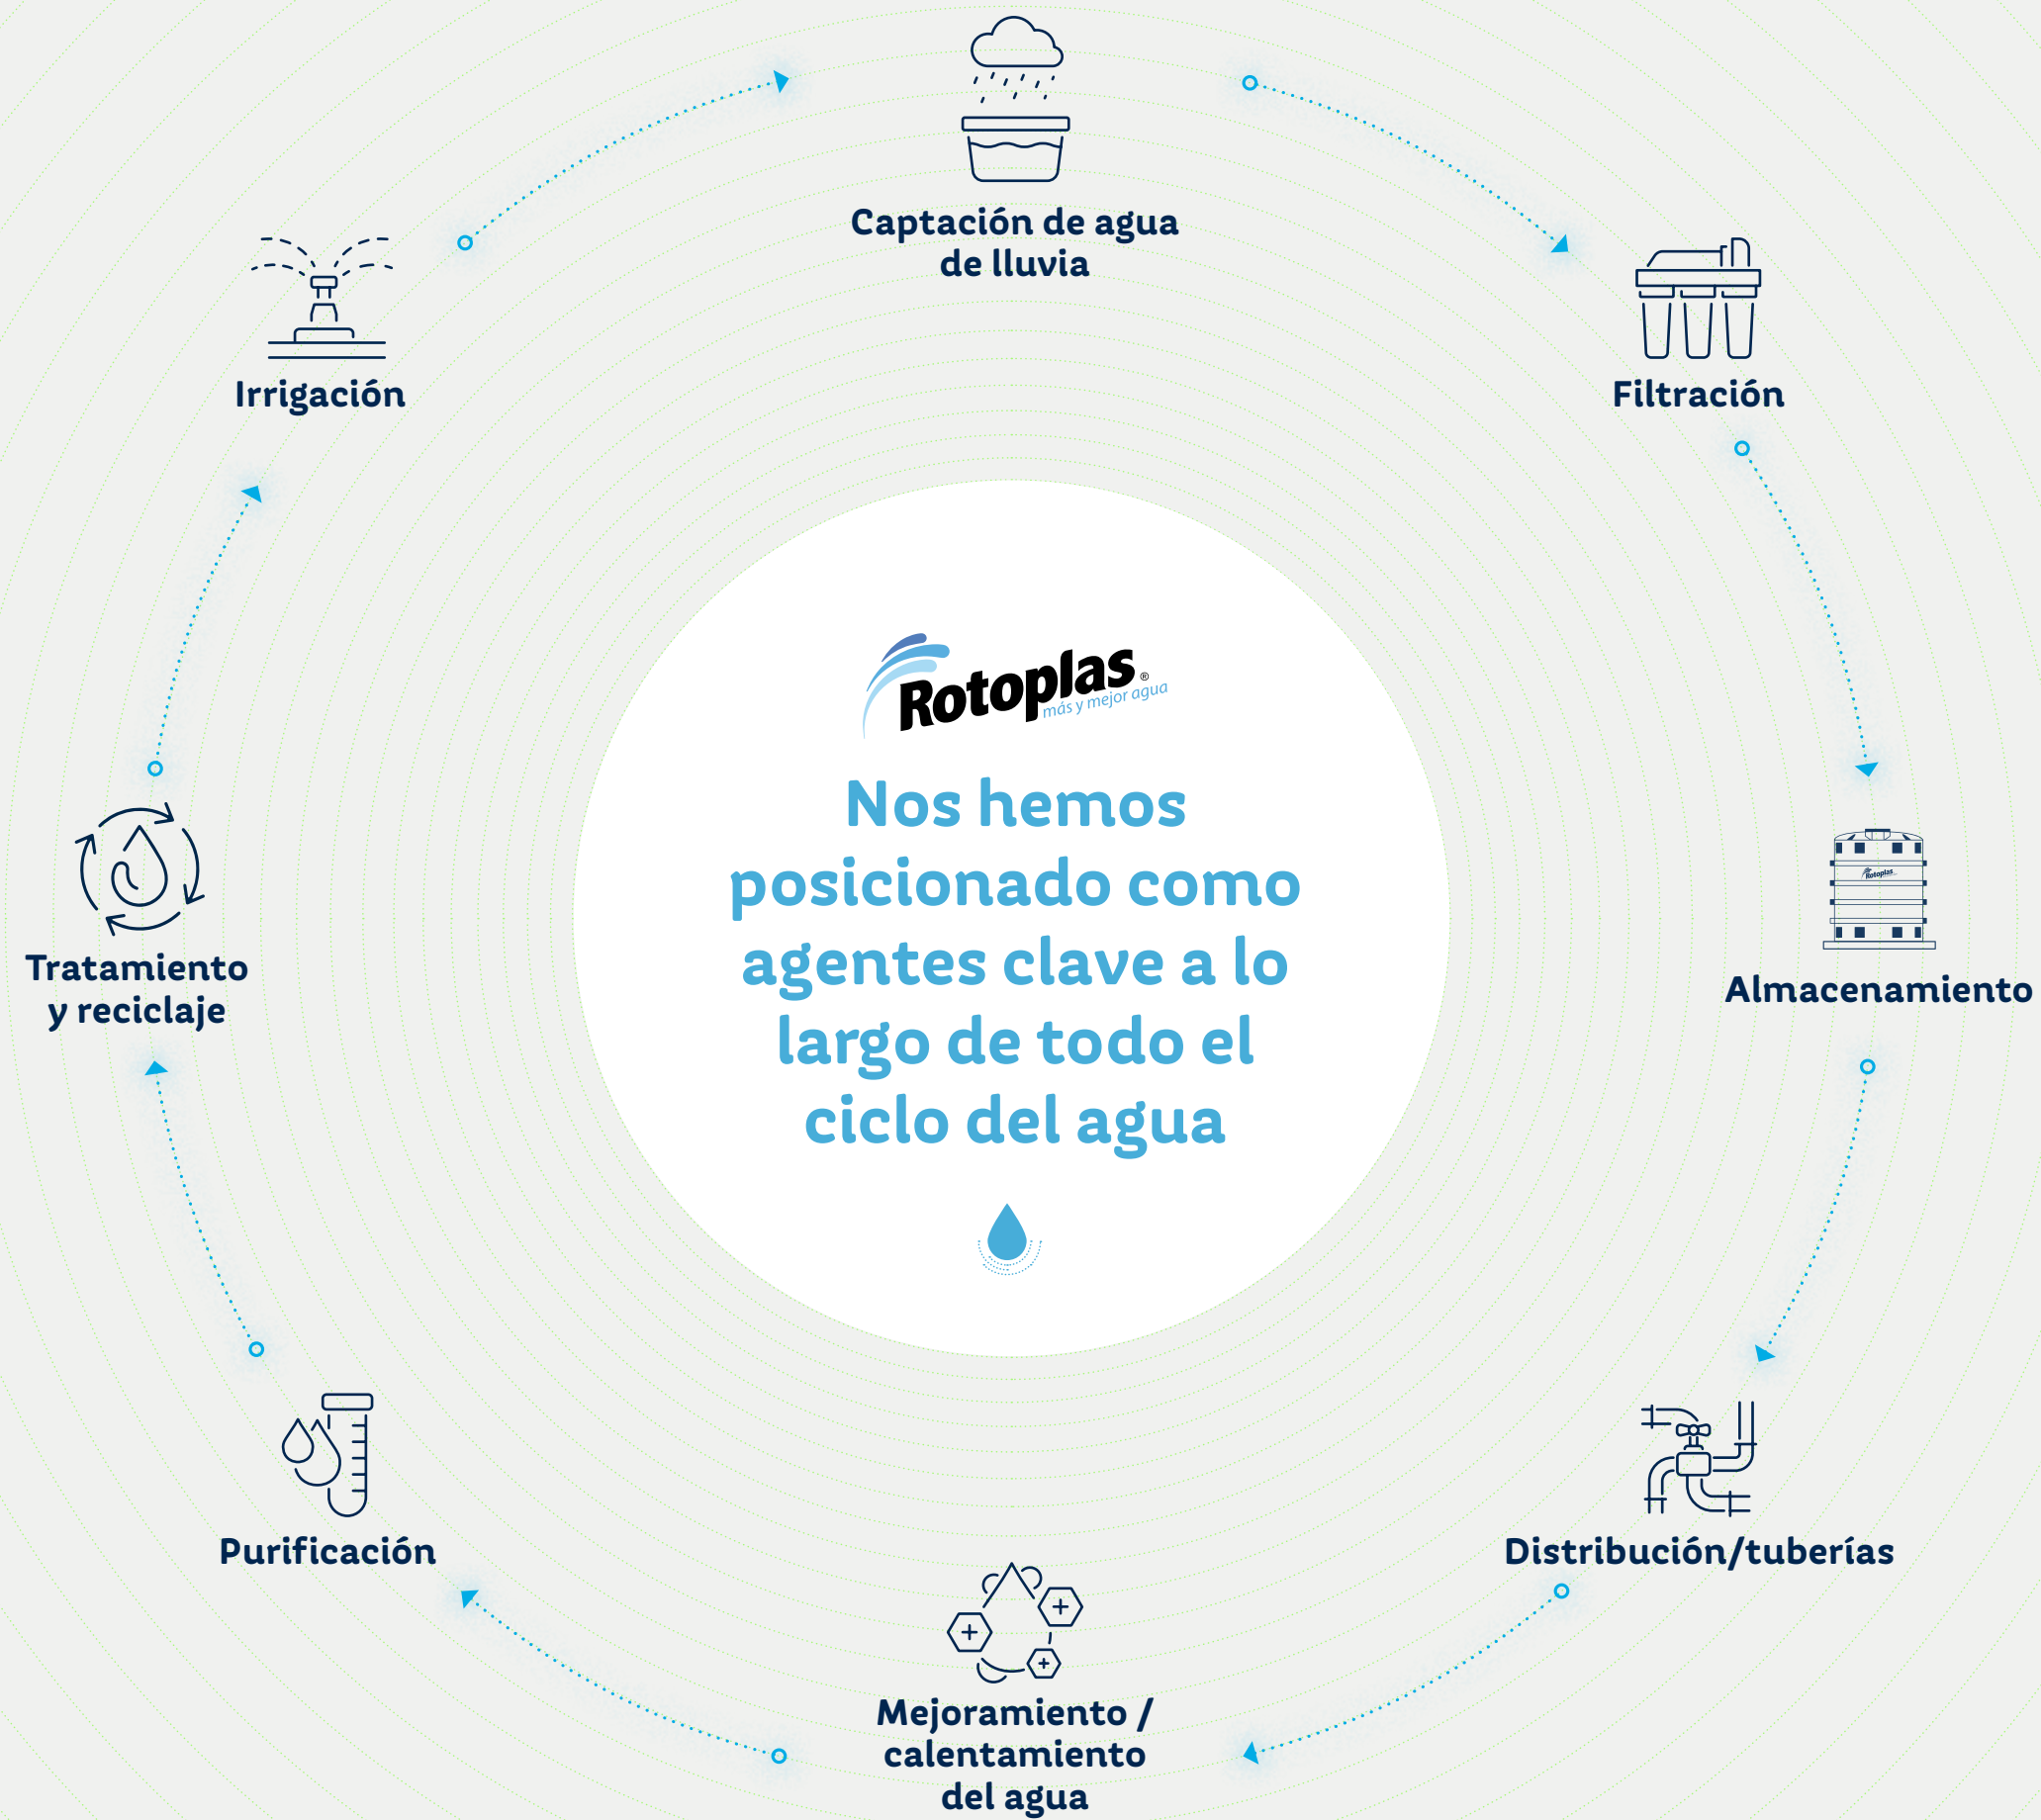 Captación de agua
de lluvia
Irrigación
Filtración
Rotoplas®
más y mejor agua
Nos hemos
posicionado como
agentes clave a lo
largo de todo el
ciclo del agua
Rotoplas
Tratamiento
y reciclaje
Almacenamiento
Purificación
Distribución/tuberías
Mejoramiento /
calentamiento
del agua